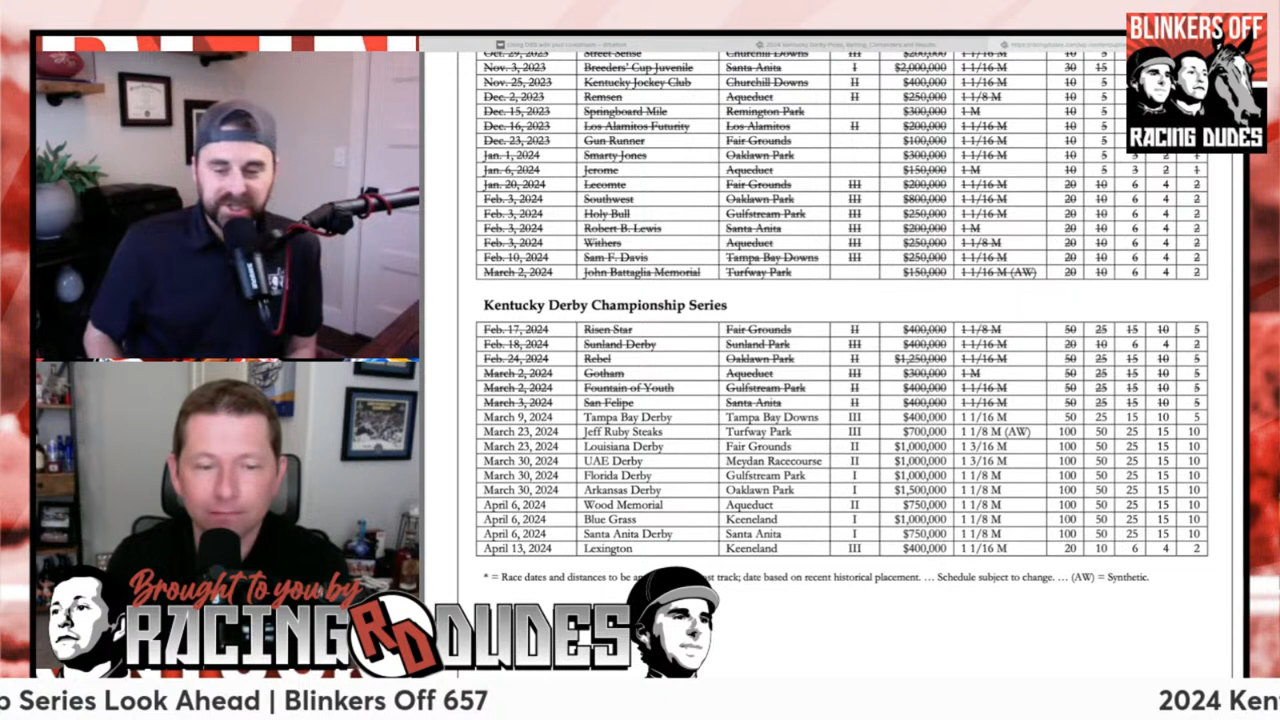 BLINKERS OFF
RACING DUDES
Oct. 29, 2023 Street Sense Churchill Downs III $200,000 1 1/16 M 10 5
Nov. 3, 2023 Breeders' Cup Juvenile Santa Anita I $2,000,000 1 1/16 M 30 15
Nov. 25, 2023 Kentucky Jockey Club Churchill Downs II $400,000 1 1/16 M 10 5
Dec. 2, 2023 Remsen Aqueduct II $250,000 1 1/8 M 10 5
Dec. 15, 2023 Springboard Mile Remington Park $300,000 1 M 10 5
Dec. 16, 2023 Los Alamitos Futurity Los Alamitos II $200,000 1 1/16 M 10 5
Dec. 23, 2023 Gun Runner Fair Grounds $100,000 1 1/16 M 10 5
Jan. 1, 2024 Smarty Jones Oaklawn Park $300,000 1 1/16 M 10 5 3 2 1
Jan. 6, 2024 Jerome Aqueduct $150,000 1 M 10 5 3 2 1
Jan. 20, 2024 Lecomte Fair Grounds III $200,000 1 1/16 M 20 10 6 4 2
Feb. 3, 2024 Southwest Oaklawn Park III $800,000 1 1/16 M 20 10 6 4 2
Feb. 3, 2024 Holy Bull Gulfstream Park III $250,000 1 1/16 M 20 10 6 4 2
Feb. 3, 2024 Robert B. Lewis Santa Anita III $200,000 1 M 20 10 6 4 2
Feb. 3, 2024 Withers Aqueduct III $250,000 1 1/8 M 20 10 6 4 2
Feb. 10, 2024 Sam F. Davis Tampa Bay Downs III $250,000 1 1/16 M 20 10 6 4 2
March 2, 2024 John Battaglia Memorial Turfway Park $150,000 1 1/16 M (AW) 20 10 6 4 2
Kentucky Derby Championship Series
Feb. 17, 2024 Risen Star Fair Grounds II $400,000 1 1/8 M 50 25 15 10 5
Feb. 18, 2024 Sunland Derby Sunland Park III $400,000 1 1/16 M 20 10 6 4 2
Feb. 24, 2024 Rebel Oaklawn Park II $1,250,000 1 1/16 M 50 25 15 10 5
March 2, 2024 Gotham Aqueduct III $300,000 1 M 50 25 15 10 5
March 2, 2024 Fountain of Youth Gulfstream Park II $400,000 1 1/16 M 50 25 15 10 5
March 3, 2024 San Felipe Santa Anita II $400,000 1 1/16 M 50 25 15 10 5
March 9, 2024 Tampa Bay Derby Tampa Bay Downs III $400,000 1 1/16 M 50 25 15 10 5
March 23, 2024 Jeff Ruby Steaks Turfway Park III $700,000 1 1/8 M (AW) 100 50 25 15 10
March 23, 2024 Louisiana Derby Fair Grounds II $1,000,000 1 3/16 M 100 50 25 15 10
March 30, 2024 UAE Derby Meydan Racecourse II $1,000,000 1 3/16 M 100 50 25 15 10
March 30, 2024 Florida Derby Gulfstream Park I $1,000,000 1 1/8 M 100 50 25 15 10
March 30, 2024 Arkansas Derby Oaklawn Park I $1,500,000 1 1/8 M 100 50 25 15 10
April 6, 2024 Wood Memorial Aqueduct II $750,000 1 1/8 M 100 50 25 15 10
April 6, 2024 Blue Grass Keeneland I $1,000,000 1 1/8 M 100 50 25 15 10
April 6, 2024 Santa Anita Derby Santa Anita I $750,000 1 1/8 M 100 50 25 15 10
April 13, 2024 Lexington Keeneland III $400,000 1 1/16 M 20 10 6 4 2
* = Race dates and distances to be an st track; date based on recent historical placement. … Schedule subject to change. … (AW) = Synthetic.
Brought to you by
RACING RD DUDES
p Series Look Ahead | Blinkers Off 657 2024 Ken